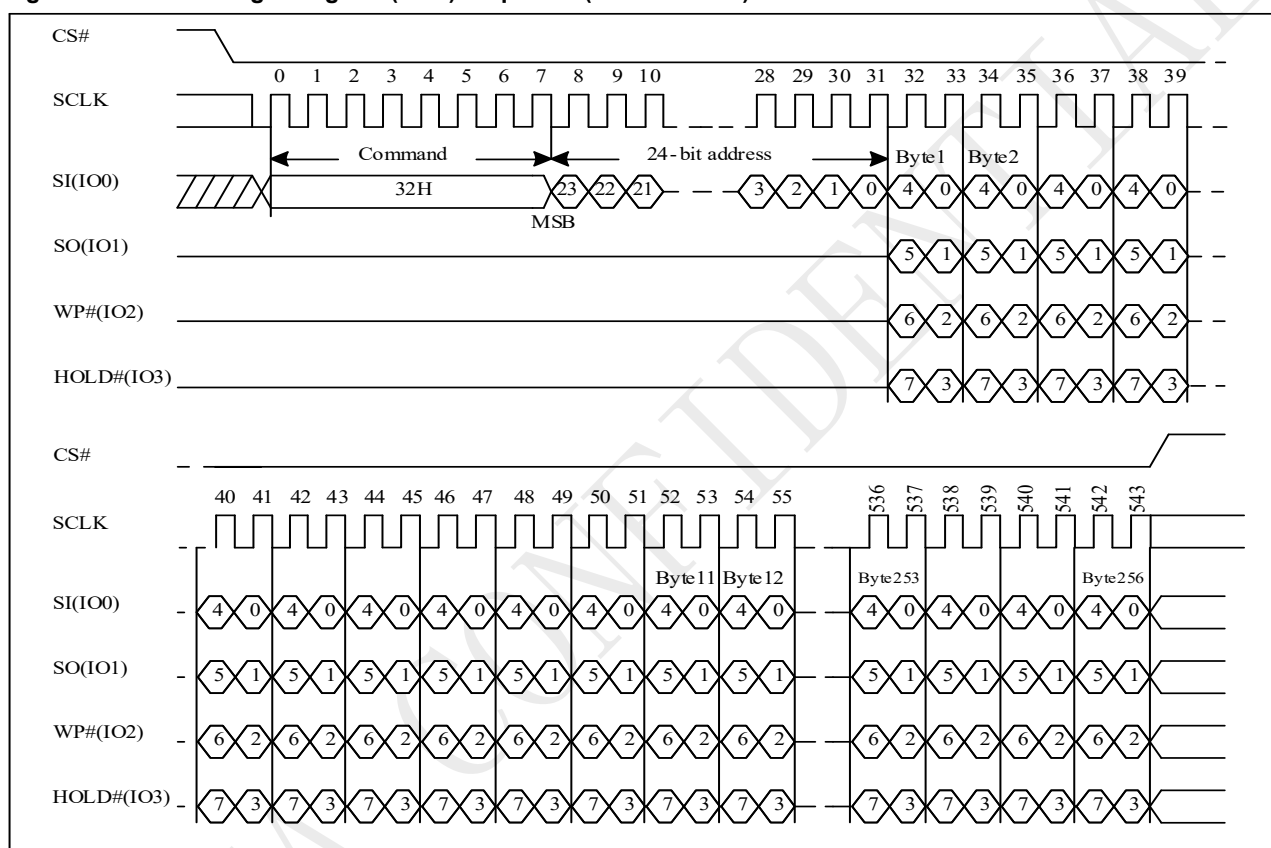 CS#
0 1 2 3 4 5 6 7 8 9 10 28 29 30 31 32 33 34 35 36 37 38 39
SCLK
Command 24-bit address Byte1 Byte2
SI(IO0) 32H 23 22 21 3 2 1 0 4 0 4 0 4 0 4 0
MSB
SO(IO1) 5 1 5 1 5 1 5 1
WP#(IO2) 6 2 6 2 6 2 6 2
HOLD#(IO3) 7 3 7 3 7 3 7 3
CS#
40 41 42 43 44 45 46 47 48 49 50 51 52 53 54 55 536 537 538 539 540 541 542 543
SCLK
Byte11 Byte12 Byte253 Byte256
SI(IO0) 4 0 4 0 4 0 4 0 4 0 4 0 4 0 4 0 4 0 4 0 4 0 4 0
SO(IO1) 5 1 5 1 5 1 5 1 5 1 5 1 5 1 5 1 5 1 5 1 5 1 5 1
WP#(IO2) 6 2 6 2 6 2 6 2 6 2 6 2 6 2 6 2 6 2 6 2 6 2 6 2
HOLD#(IO3) 7 3 7 3 7 3 7 3 7 3 7 3 7 3 7 3 7 3 7 3 7 3 7 3
CONFIDENTIAL